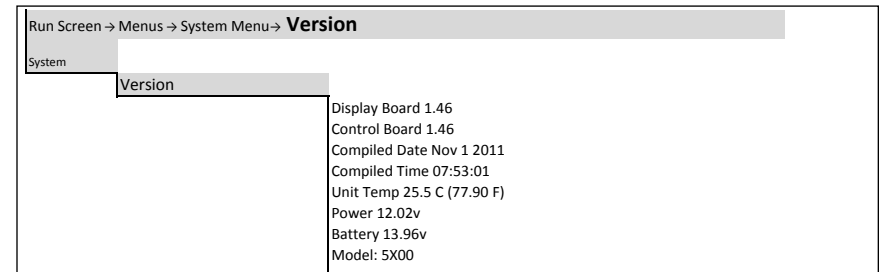 Run Screen → Menus → System Menu→ Version
System
Version
Display Board 1.46
Control Board 1.46
Compiled Date Nov 1 2011
Compiled Time 07:53:01
Unit Temp 25.5 C (77.90 F)
Power 12.02v
Battery 13.96v
Model: 5X00